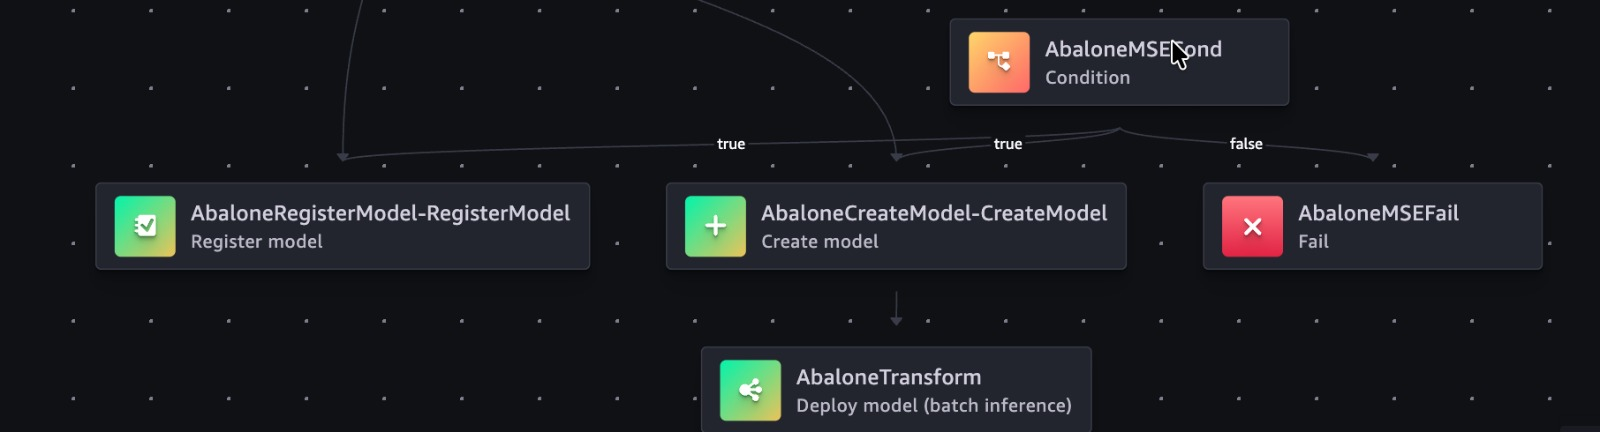 AbaloneMSECond
Condition
true
true
false
AbaloneRegisterModel-RegisterModel
Register model
AbaloneCreateModel-CreateModel
Create model
AbaloneMSEFail
Fail
AbaloneTransform
Deploy model (batch inference)